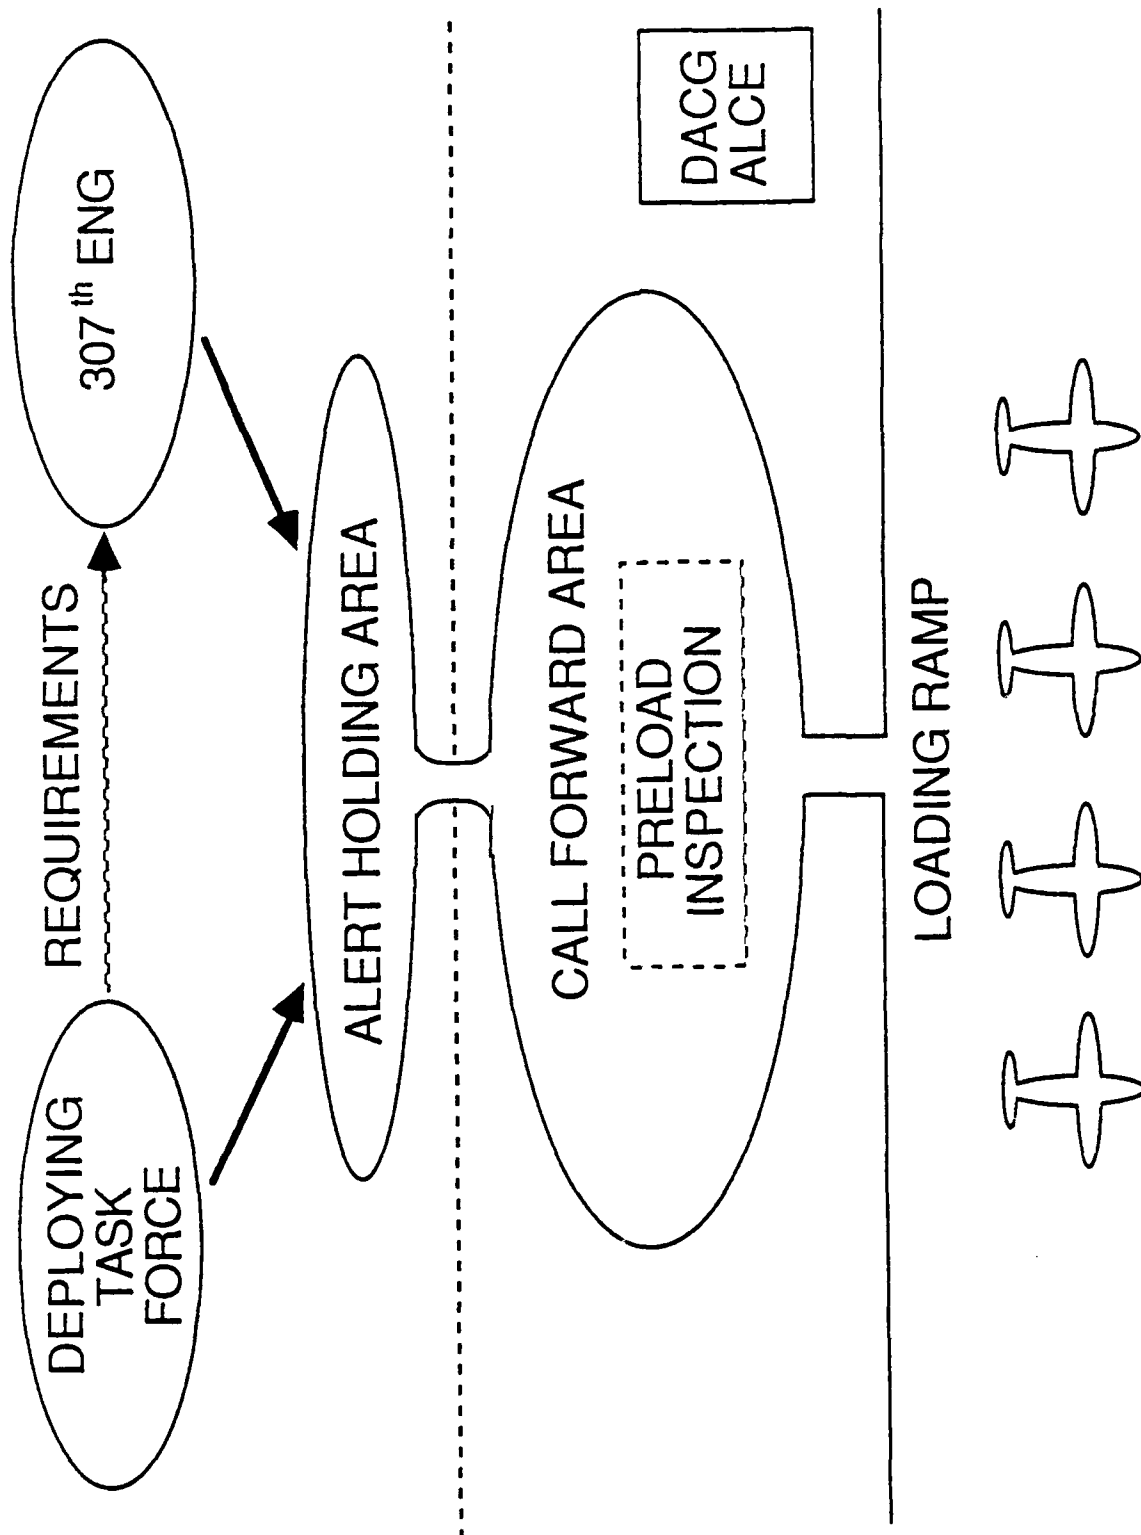 DEPLOYING
TASK
FORCE
REQUIREMENTS
307th ENG
ALERT HOLDING AREA
CALL FORWARD AREA
PRELOAD
INSPECTION
DACG
ALCE
LOADING RAMP